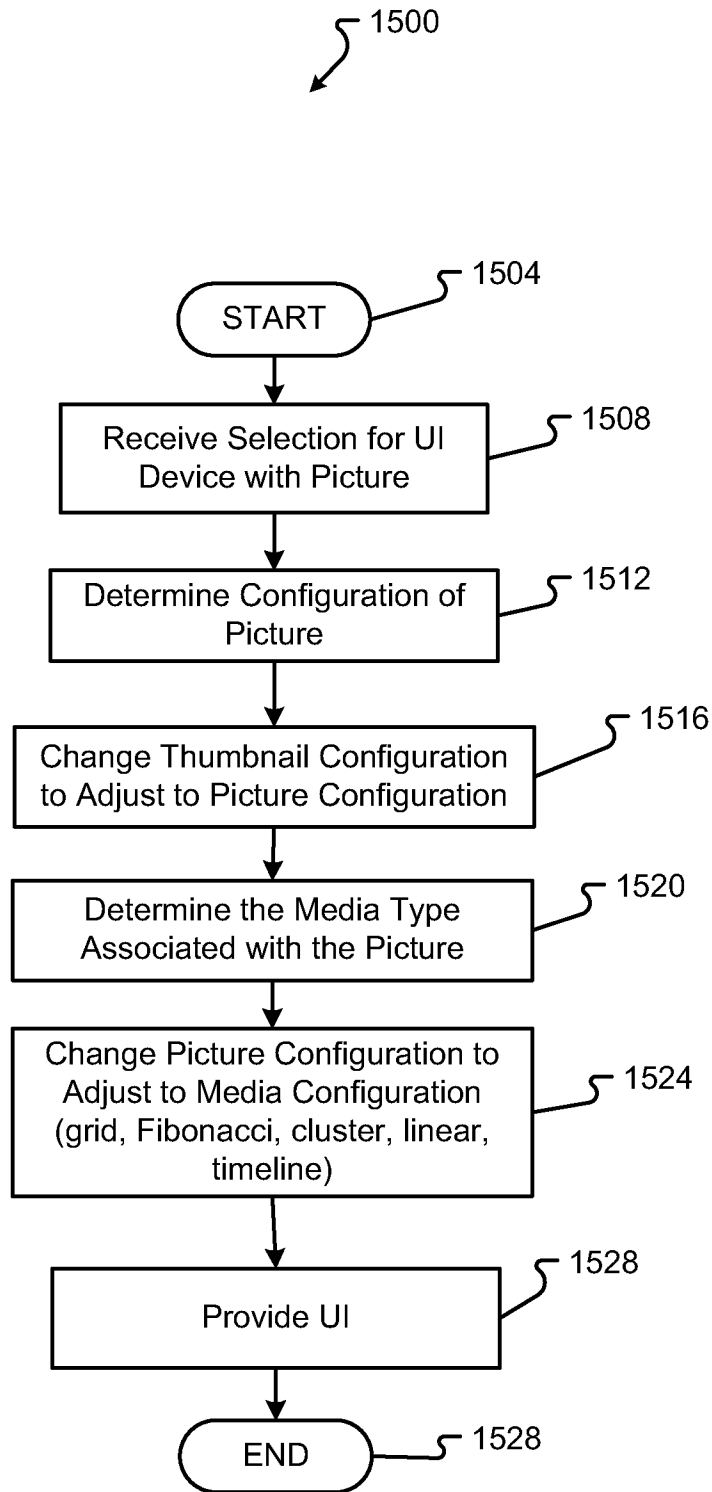 1500
START
1504
Receive Selection for UI
Device with Picture
1508
Determine Configuration of
Picture
1512
Change Thumbnail Configuration
to Adjust to Picture Configuration
1516
Determine the Media Type
Associated with the Picture
1520
Change Picture Configuration to
Adjust to Media Configuration
(grid, Fibonacci, cluster, linear,
timeline)
1524
Provide UI
1528
END
1528